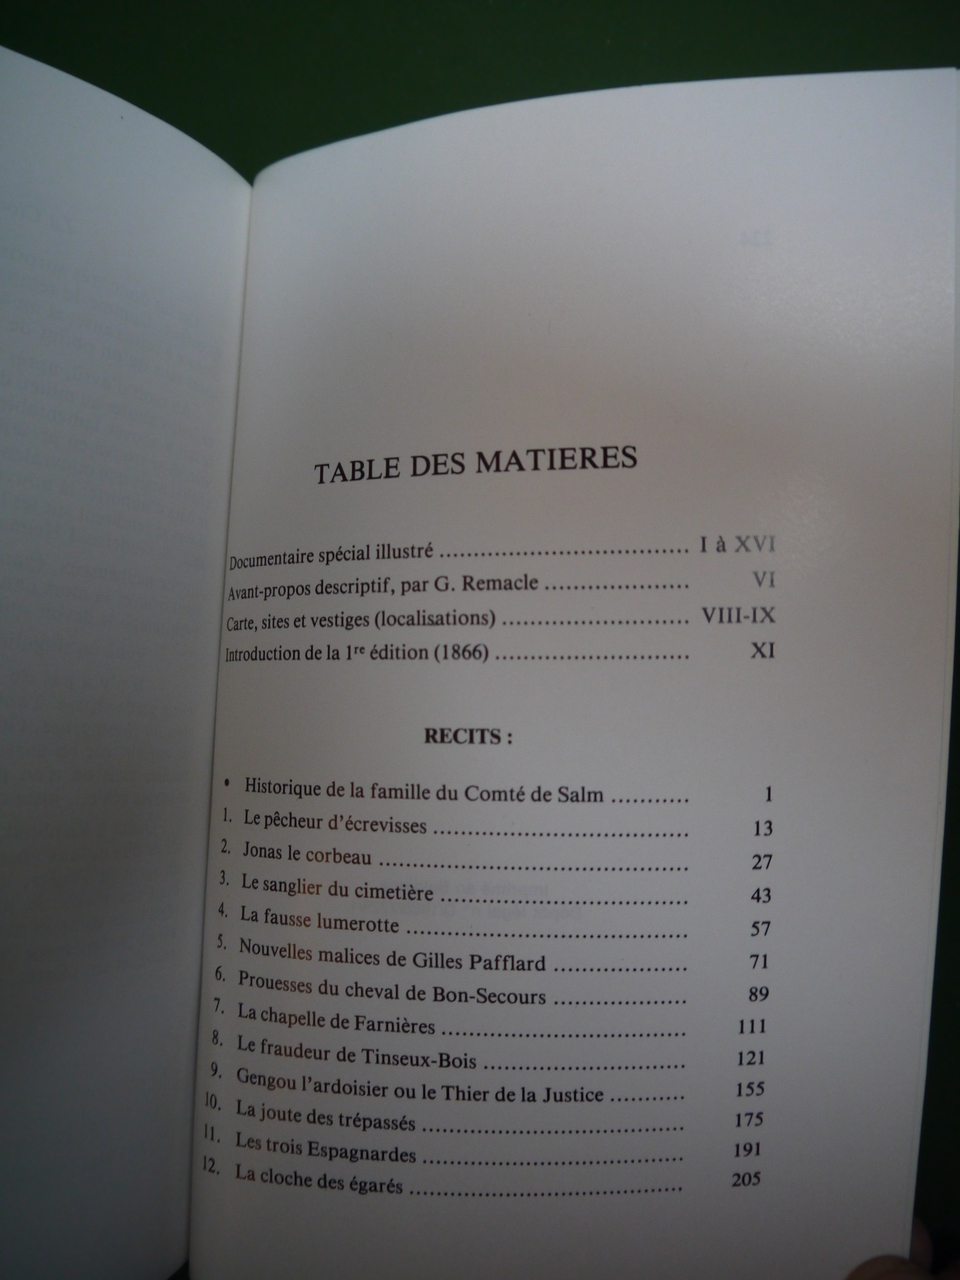 TABLE DES MATIERES
Documentaire spécial illustré .................................... I à XVI
Avant-propos descriptif, par G. Remacle ..................... VI
Carte, sites et vestiges (localisations) ........................... VIII-IX
Introduction de la 1re édition (1866) ............................ XI
RECITS :
• Historique de la famille du Comté de Salm ........... 1
1. Le pêcheur d'écrevisses ..................................... 13
2. Jonas le corbeau ............................................. 27
3. Le sanglier du cimetière .................................... 43
4. La fausse lumerotte ......................................... 57
5. Nouvelles malices de Gilles Pafflard ................... 71
6. Prouesses du cheval de Bon-Secours ................... 89
7. La chapelle de Farnières ................................... 111
8. Le fraudeur de Tinseux-Bois ............................. 121
9. Gengou l'ardoisier ou le Thier de la Justice ........... 155
10. La joute des trépassés ...................................... 175
11. Les trois Espagnardes ...................................... 191
12. La cloche des égarés ........................................ 205